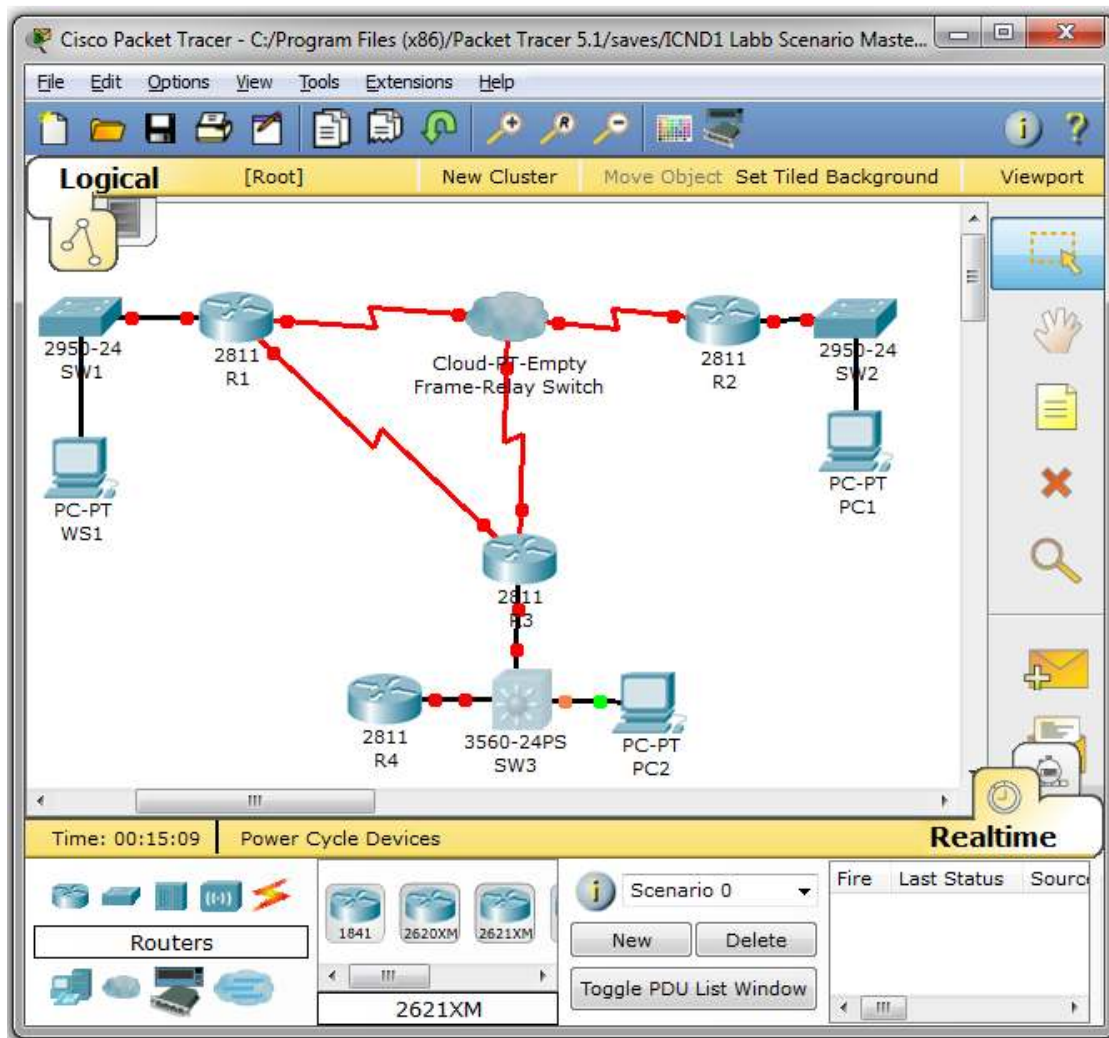 Cisco Packet Tracer - C:/Program Files (x86)/Packet Tracer 5.1/saves/ICND1 Labb Scenario Maste...
File Edit Options View Tools Extensions Help
Logical [Root] New Cluster Move Object Set Tiled Background Viewport
2950-24
SW1
2811
R1
Cloud-PT-Empty
Frame-Relay Switch
2811
R2
2950-24
SW2
PC-PT
WS1
PC-PT
PC1
2811
R3
2811
R4
3560-24PS
SW3
PC-PT
PC2
Time: 00:15:09 Power Cycle Devices Realtime
Routers
1841 2620XM 2621XM
2621XM
Scenario 0
New Delete
Toggle PDU List Window
Fire Last Status